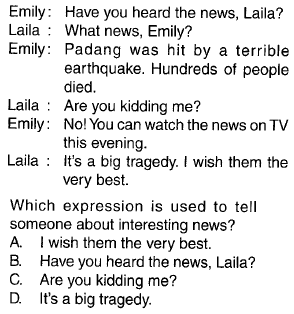 Emily: Have you heard the news, Laila?
Laila : What news, Emily?
Emily: Padang was hit by a terrible
earthquake. Hundreds of people
died.
Laila : Are you kidding me?
Emily: No! You can watch the news on TV
this evening.
Laila : It's a big tragedy. I wish them the
very best.
Which expression is used to tell
someone about interesting news?
A. I wish them the very best.
B. Have you heard the news, Laila?
C. Are you kidding me?
D. It's a big tragedy.